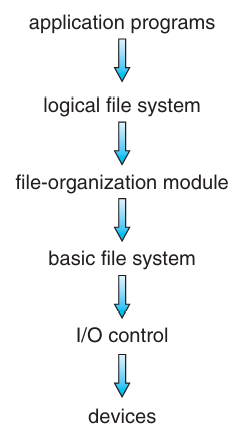 application programs
logical file system
file-organization module
basic file system
I/O control
devices